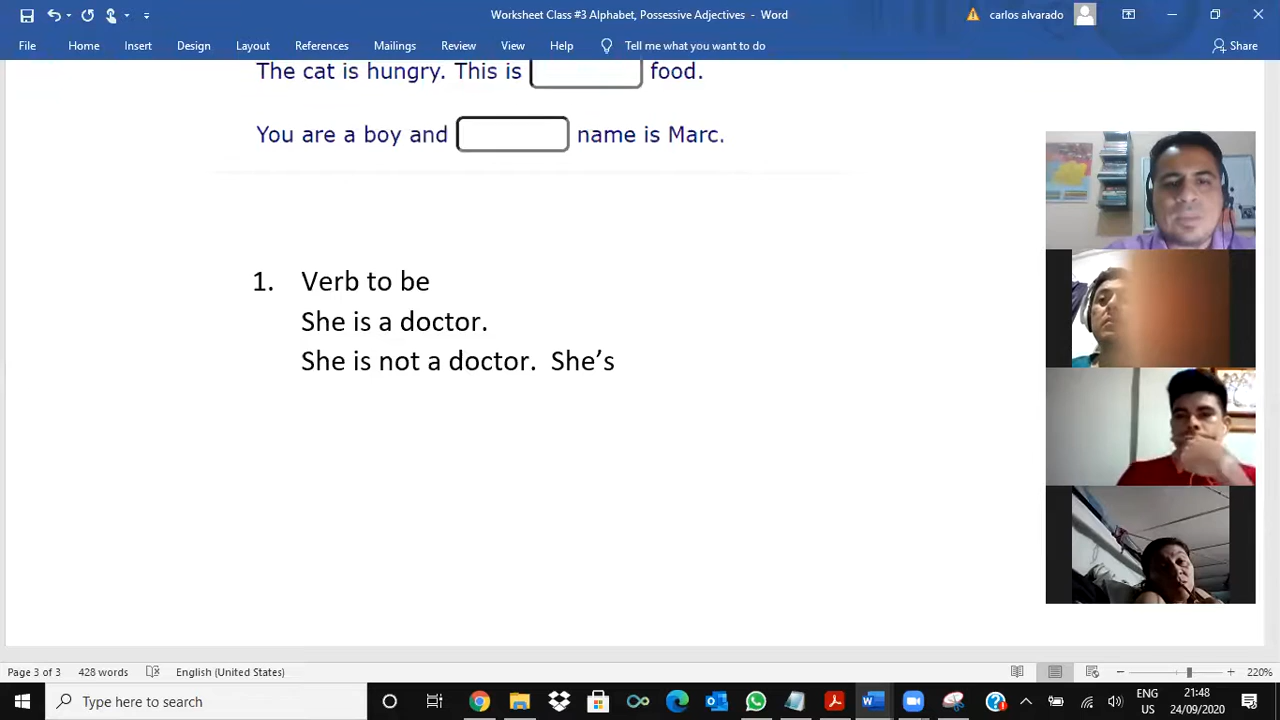 Worksheet Class #3 Alphabet, Possessive Adjectives - Word
carlos alvarado
File Home Insert Design Layout References Mailings Review View Help Tell me what you want to do Share
The cat is hungry. This is food.
You are a boy and name is Marc.
1. Verb to be
She is a doctor.
She is not a doctor. She’s
Page 3 of 3 428 words English (United States) 220%
Type here to search
ENG 21:48
US 24/09/2020